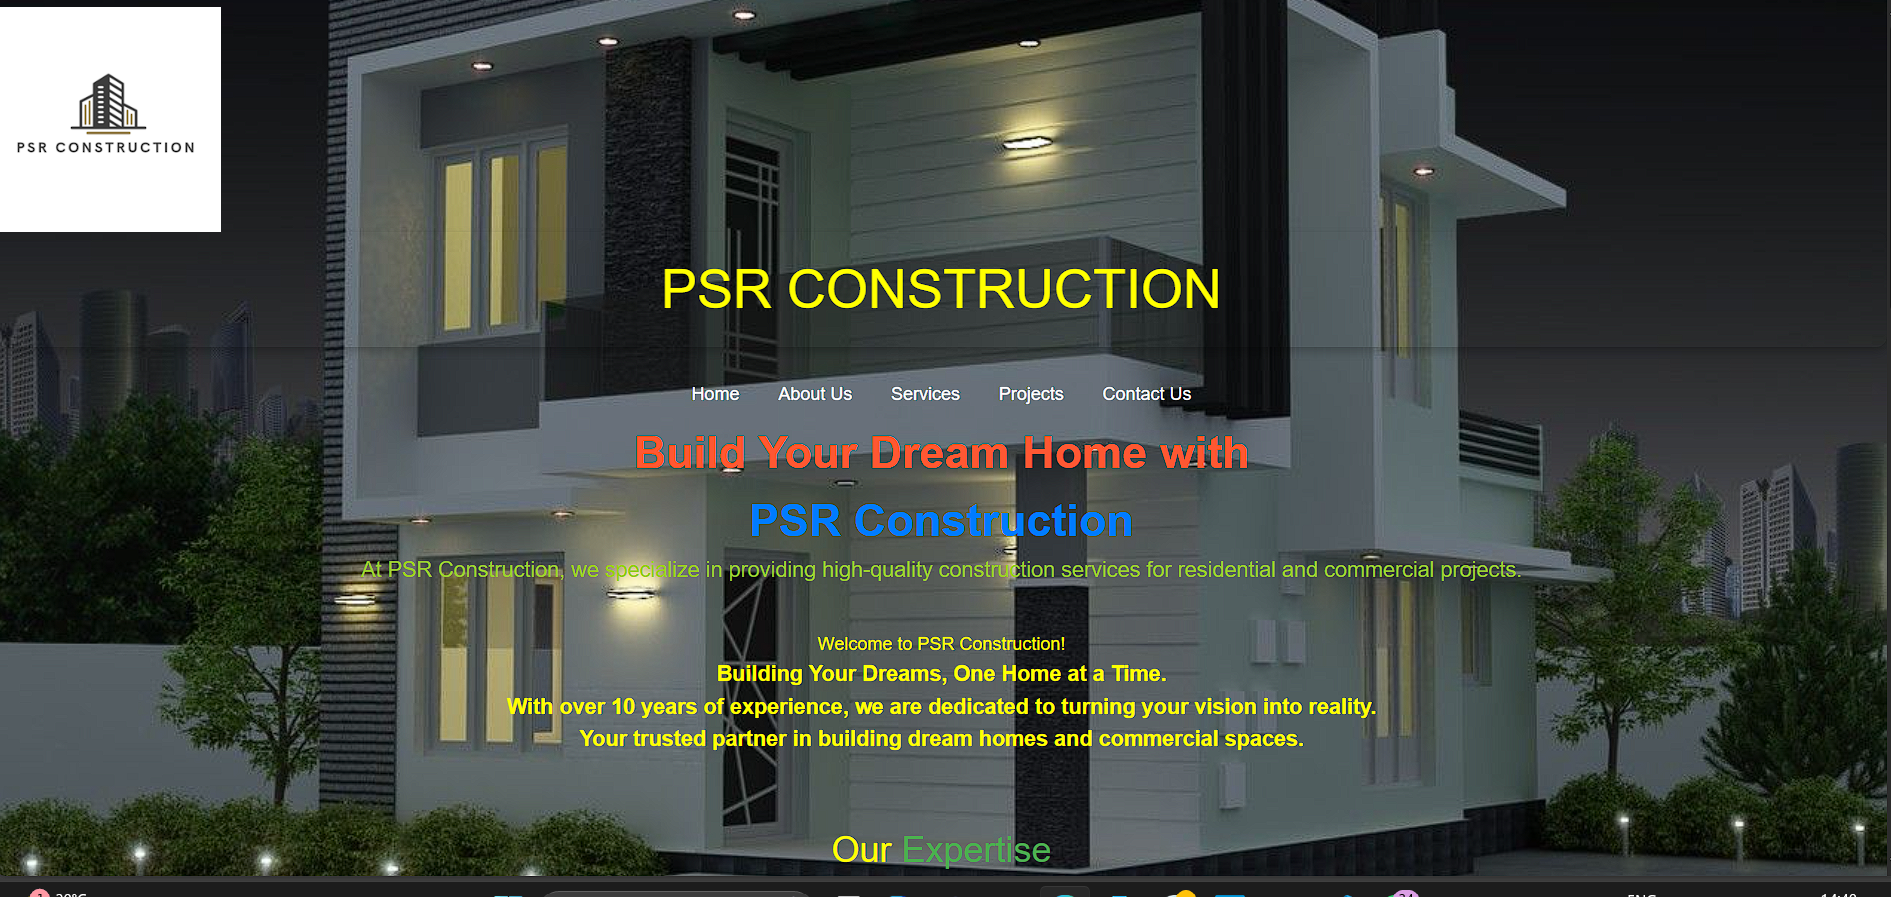 PSR CONSTRUCTION
PSR CONSTRUCTION
Home About Us Services Projects Contact Us
Build Your Dream Home with
PSR Construction
At PSR Construction, we specialize in providing high-quality construction services for residential and commercial projects.
Welcome to PSR Construction!
Building Your Dreams, One Home at a Time.
With over 10 years of experience, we are dedicated to turning your vision into reality.
Your trusted partner in building dream homes and commercial spaces.
Our Expertise